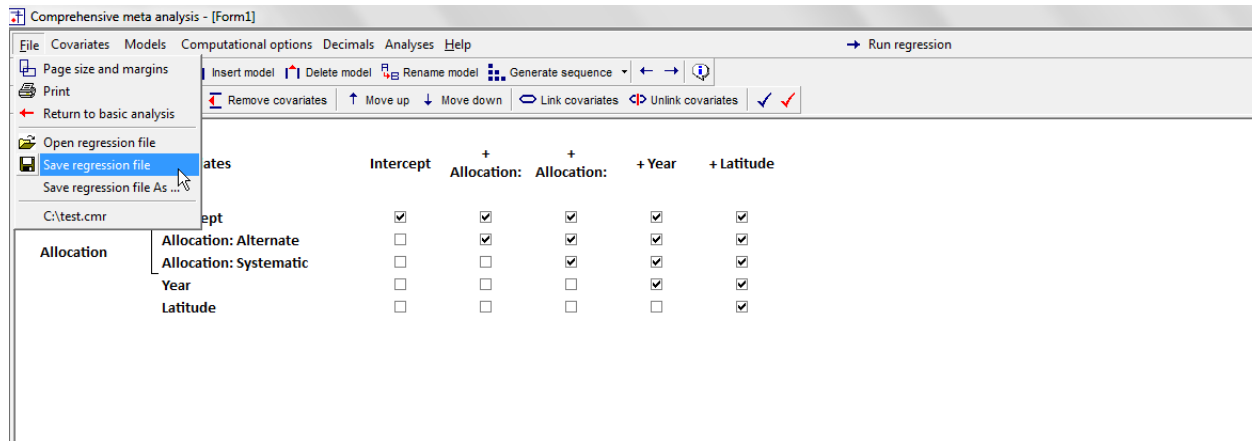 Comprehensive meta analysis - [Form1]
File Covariates Models Computational options Decimals Analyses Help → Run regression
Page size and margins
Insert model Delete model Rename model Generate sequence
Print
Remove covariates Move up Move down Link covariates Unlink covariates
Return to basic analysis
Open regression file
Save regression file
Save regression file As ...
C:\test.cmr
Intercept + Allocation: + Allocation: + Year + Latitude
Allocation
Allocation: Alternate
Allocation: Systematic
Year
Latitude